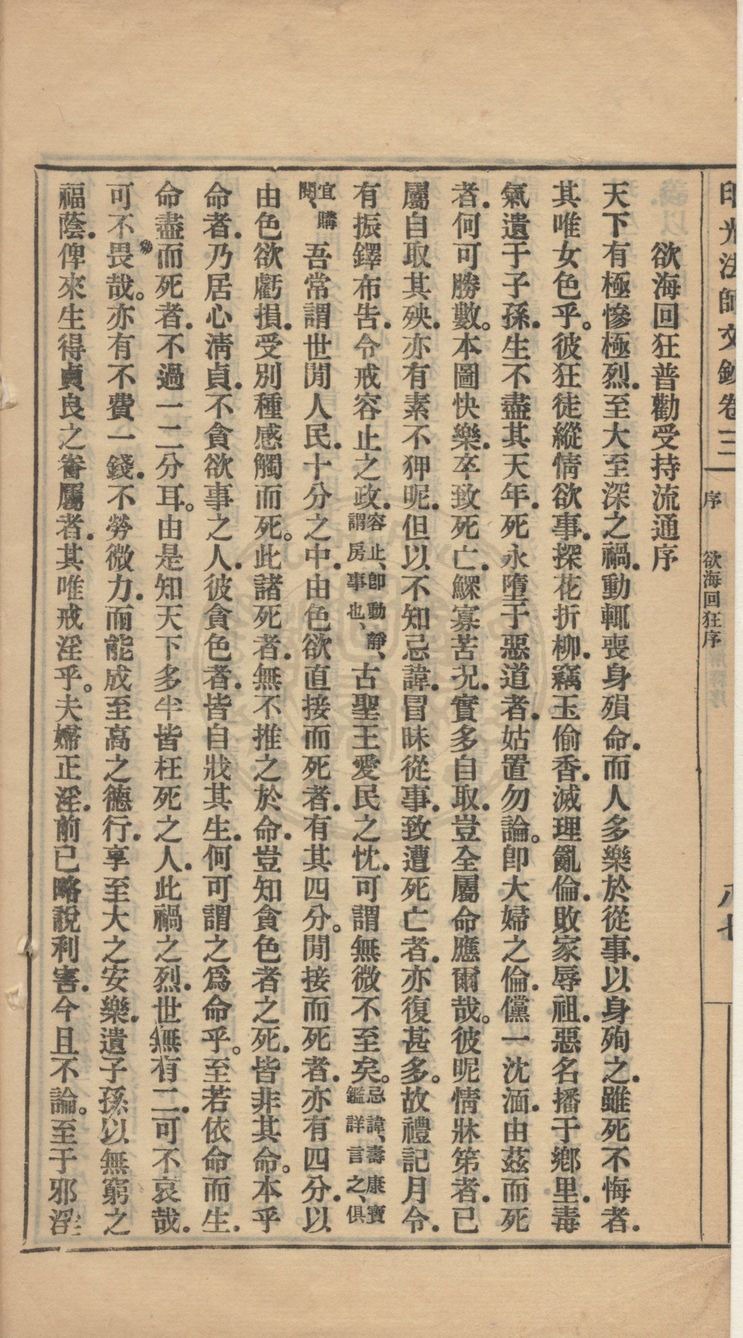 印光法師文鈔卷三　序　欲海回狂序　八七
欲海回狂普勸受持流通序
天下有極慘極烈。至大至深之禍。動輒喪身殞命。而人多樂於從事。以身殉之。雖死不悔者。
其唯女色乎。彼狂徒縱情欲事。探花折柳。竊玉偷香。滅理亂倫。敗家辱祖。惡名播于鄉里。毒
氣遺于子孫。生不盡其天年。死永墮于惡道者。姑置勿論。卽夫婦之倫。儻一沈湎。由茲而死
者。何可勝數。本圖快樂。卒致死亡。鰥寡苦況。實多自取。豈全屬命應爾哉。彼昵情牀笫者。已
屬自取其殃。亦有素不狎昵。但以不知忌諱。冒昧從事。致遭死亡者。亦復甚多。故禮記月令。
有振鐸布告。令戒容止之政。容止、卽動靜、謂房事也、古聖王愛民之忱。可謂無微不至矣。忌諱、壽康寶鑑詳言之、俱
宜購閱、吾常謂世閒人民。十分之中。由色欲直接而死者。有其四分。閒接而死者。亦有四分。以
由色欲虧損。受別種感觸而死。此諸死者。無不推之於命。豈知貪色者之死。皆非其命。本乎
命者。乃居心淸貞。不貪欲事之人。彼貪色者。皆自戕其生。何可謂之爲命乎。至若依命而生。
命盡而死者。不過一二分耳。由是知天下多半皆枉死之人。此禍之烈。世無有二。可不哀哉。
可不畏哉。亦有不費一錢。不勞微力。而能成至高之德行。享至大之安樂。遺子孫以無窮之
福蔭。俾來生得貞良之眷屬者。其唯戒淫乎。夫婦正淫。前已略說利害。今且不論。至于邪淫